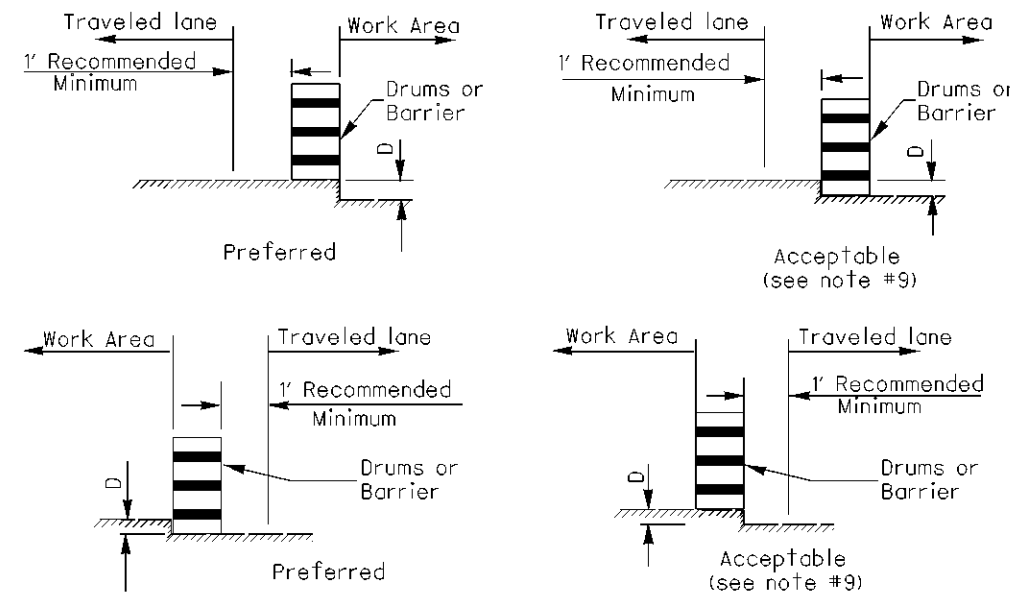 Traveled lane
Work Area
1' Recommended
Minimum
Drums or
Barrier
D
Preferred
Traveled lane
Work Area
1' Recommended
Minimum
Drums or
Barrier
D
Acceptable
(see note #9)
Work Area
Traveled lane
1' Recommended
Minimum
Drums or
Barrier
D
Preferred
Work Area
Traveled lane
1' Recommended
Minimum
Drums or
Barrier
D
Acceptable
(see note #9)